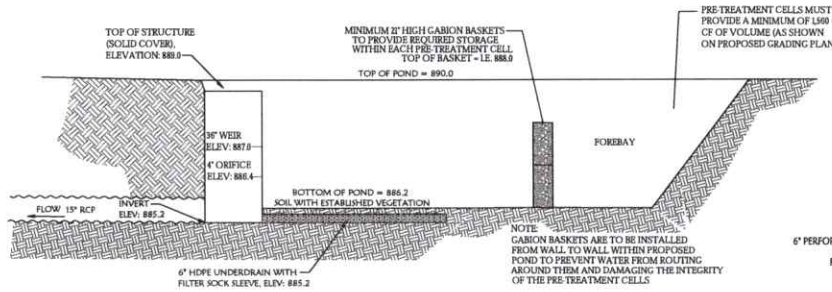 TOP OF STRUCTURE
(SOLID COVER),
ELEVATION: 889.0
MINIMUM 21" HIGH GABION BASKETS
TO PROVIDE REQUIRED STORAGE
WITHIN EACH PRE-TREATMENT CELL
TOP OF BASKET = I.E. 888.0
PRE-TREATMENT CELLS MUST
PROVIDE A MINIMUM OF 1,560
CF OF VOLUME (AS SHOWN
ON PROPOSED GRADING PLAN
TOP OF POND = 890.0
36" WEIR
ELEV: 887.0
4" ORIFICE
ELEV: 886.4
FOREBAY
BOTTOM OF POND = 886.2
SOIL WITH ESTABLISHED VEGETATION
FLOW 15" RCP
INVERT
ELEV: 885.2
NOTE:
GABION BASKETS ARE TO BE INSTALLED
FROM WALL TO WALL WITHIN PROPOSED
POND TO PREVENT WATER FROM ROUTING
AROUND THEM AND DAMAGING THE INTEGRITY
OF THE PRE-TREATMENT CELLS
6" HDPE UNDERDRAIN WITH
FILTER SOCK SLEEVE, ELEV: 885.2
6" PERFOR